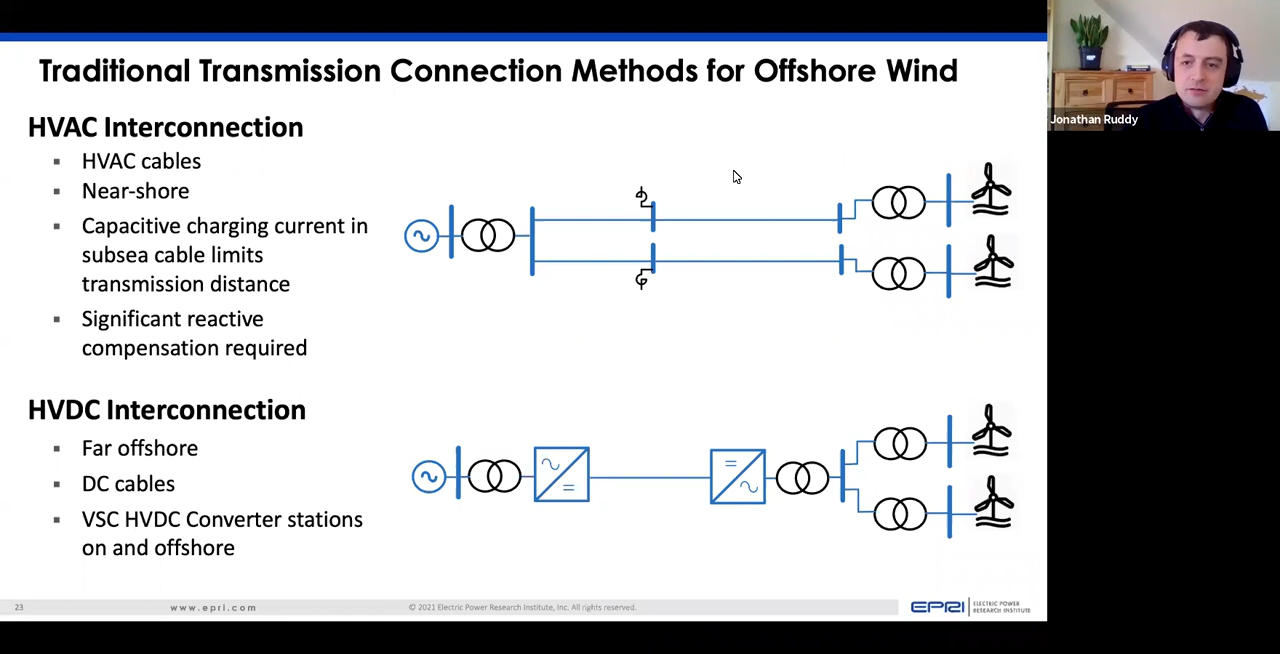 Traditional Transmission Connection Methods for Offshore Wind
HVAC Interconnection
▪ HVAC cables
▪ Near-shore
▪ Capacitive charging current in
subsea cable limits
transmission distance
▪ Significant reactive
compensation required
HVDC Interconnection
▪ Far offshore
▪ DC cables
▪ VSC HVDC Converter stations
on and offshore
23
www.epri.com
© 2021 Electric Power Research Institute, Inc. All rights reserved.
EPRI
ELECTRIC POWER
RESEARCH INSTITUTE
Jonathan Ruddy